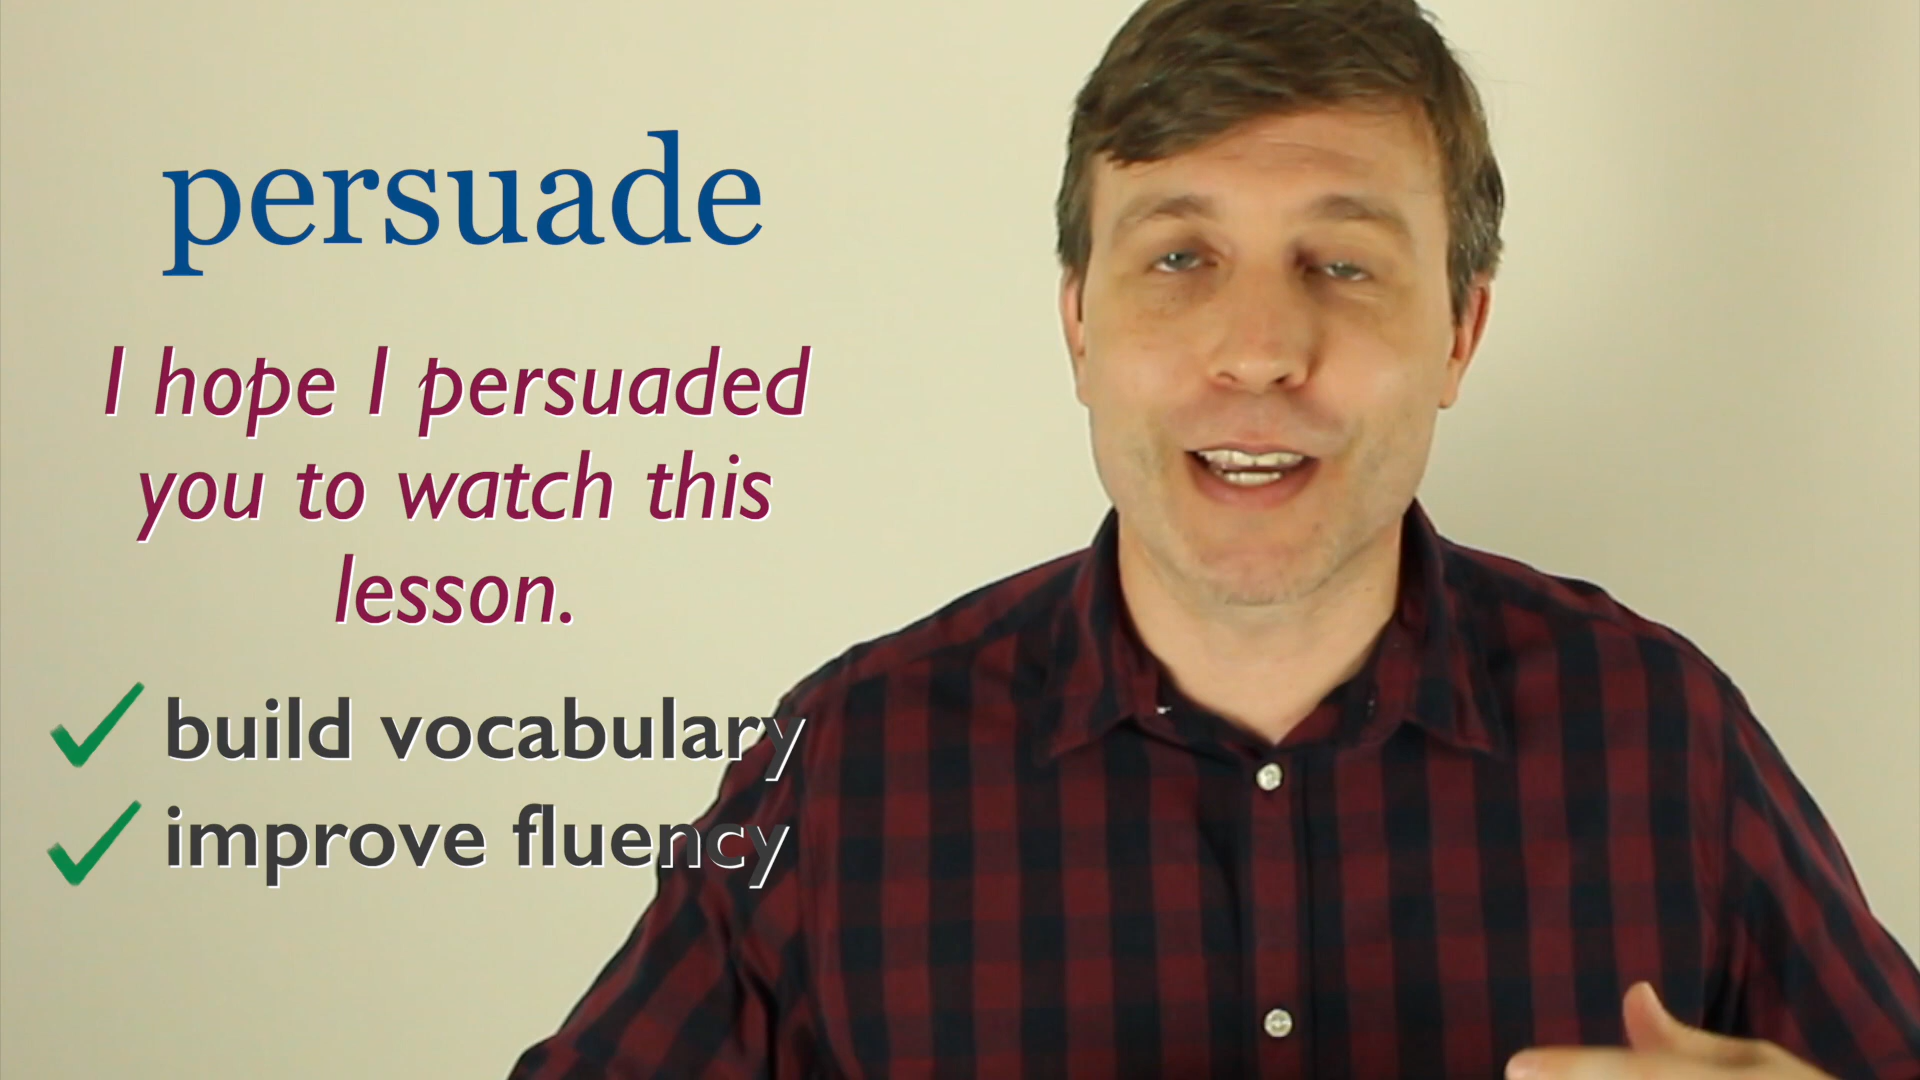 persuade
I hope I persuaded
you to watch this
lesson.
build vocabulary
improve fluency